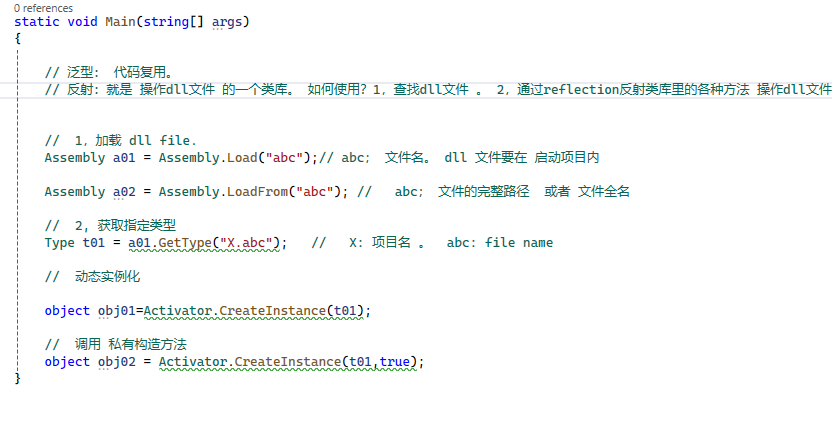 0 references
static void Main(string[] args)
{
// 泛型： 代码复用。
// 反射：就是 操作dll文件 的一个类库。 如何使用？1，查找dll文件 。 2，通过reflection反射类库里的各种方法 操作dll文件
// 1，加载 dll file.
Assembly a01 = Assembly.Load("abc");// abc； 文件名。 dll 文件要在 启动项目内
Assembly a02 = Assembly.LoadFrom("abc"); // abc； 文件的完整路径 或者 文件全名
// 2, 获取指定类型
Type t01 = a01.GetType("X.abc"); // X: 项目名 。 abc: file name
// 动态实例化
object obj01=Activator.CreateInstance(t01);
// 调用 私有构造方法
object obj02 = Activator.CreateInstance(t01,true);
}